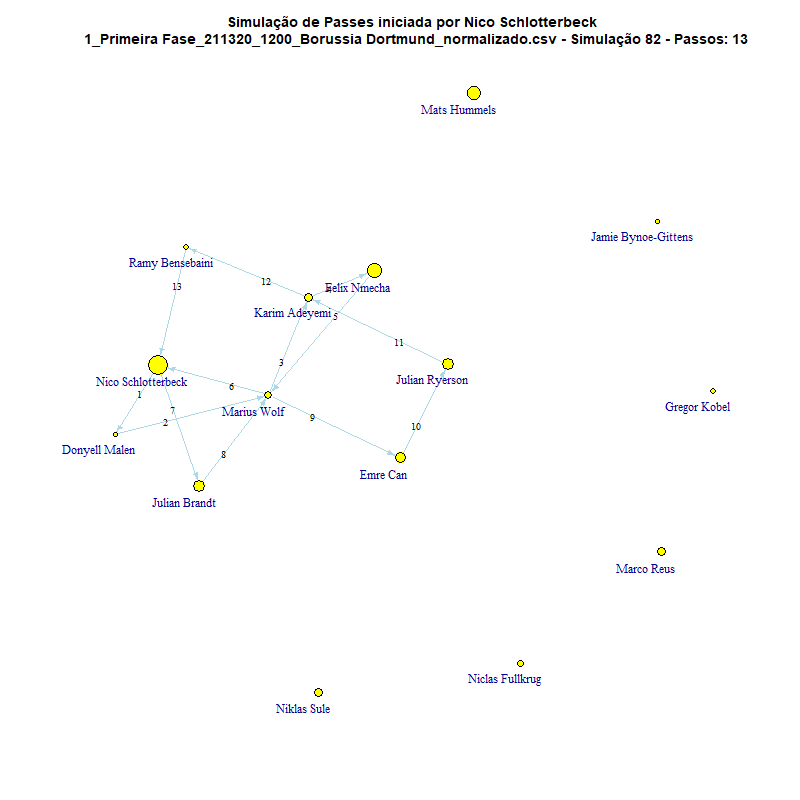 Simulação de Passes iniciada por Nico Schlotterbeck
1_Primeira Fase_211320_1200_Borussia Dortmund_normalizado.csv - Simulação 82 - Passos: 13
Mats Hummels
Jamie Bynoe-Gittens
Ramy Bensebaini
12
13
4
Felix Nmecha
Karim Adeyemi
5
11
3
Julian Ryerson
Nico Schlotterbeck
6
1
Gregor Kobel
7
Marius Wolf
2
9
10
Donyell Malen
8
Emre Can
Julian Brandt
Marco Reus
Niclas Fullkrug
Niklas Sule